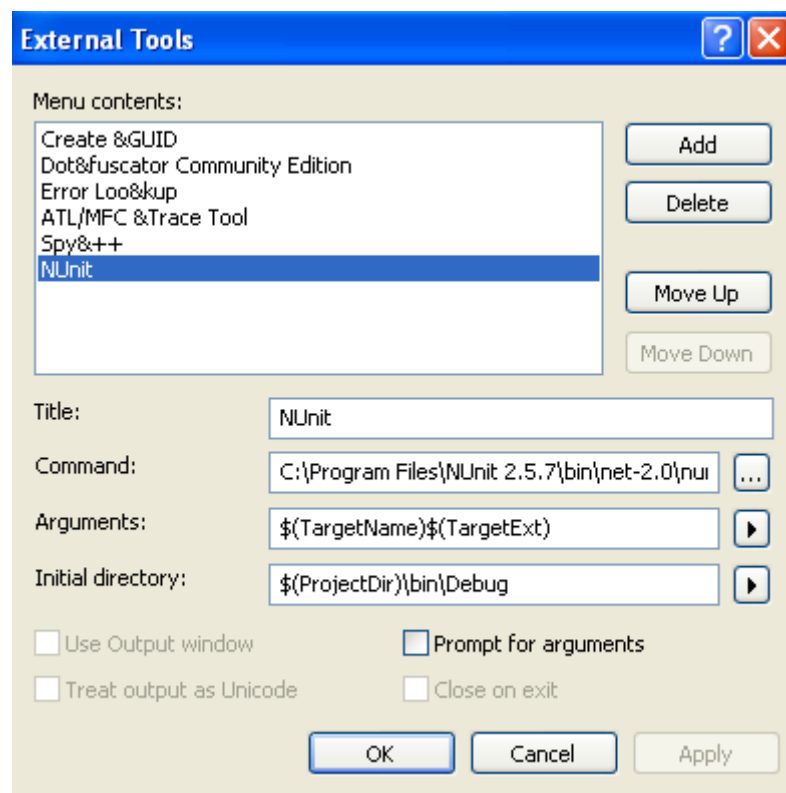 External Tools
Menu contents:
Create &GUID
Dot&fuscator Community Edition
Error Loo&kup
ATL/MFC &Trace Tool
Spy&++
NUnit
Add
Delete
Move Up
Move Down
Title:
NUnit
Command:
C:\Program Files\NUnit 2.5.7\bin\net-2.0\nu
...
Arguments:
$(TargetName)$(TargetExt)
Initial directory:
$(ProjectDir)\bin\Debug
Use Output window
Prompt for arguments
Treat output as Unicode
Close on exit
OK
Cancel
Apply